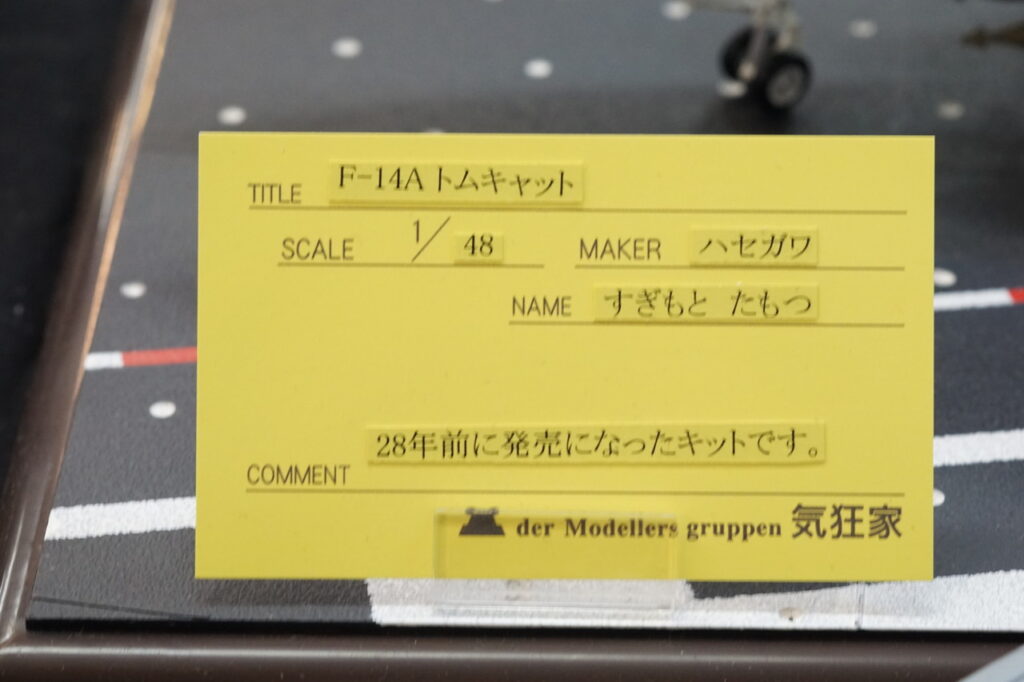 TITLE F-14A トムキャット
SCALE 1/48 MAKER ハセガワ
NAME すぎもと たもつ
28年前に発売になったキットです。
COMMENT
der Modellers gruppen 気狂家